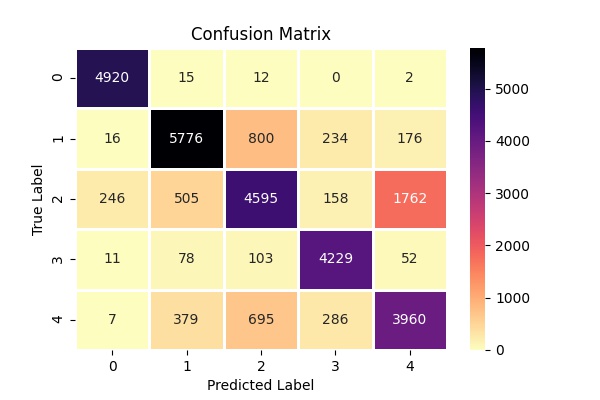 Confusion Matrix
0 4920 15 12 0 2
1 16 5776 800 234 176
2 246 505 4595 158 1762
3 11 78 103 4229 52
4 7 379 695 286 3960
0 1 2 3 4
True Label
Predicted Label
5000
4000
3000
2000
1000
0